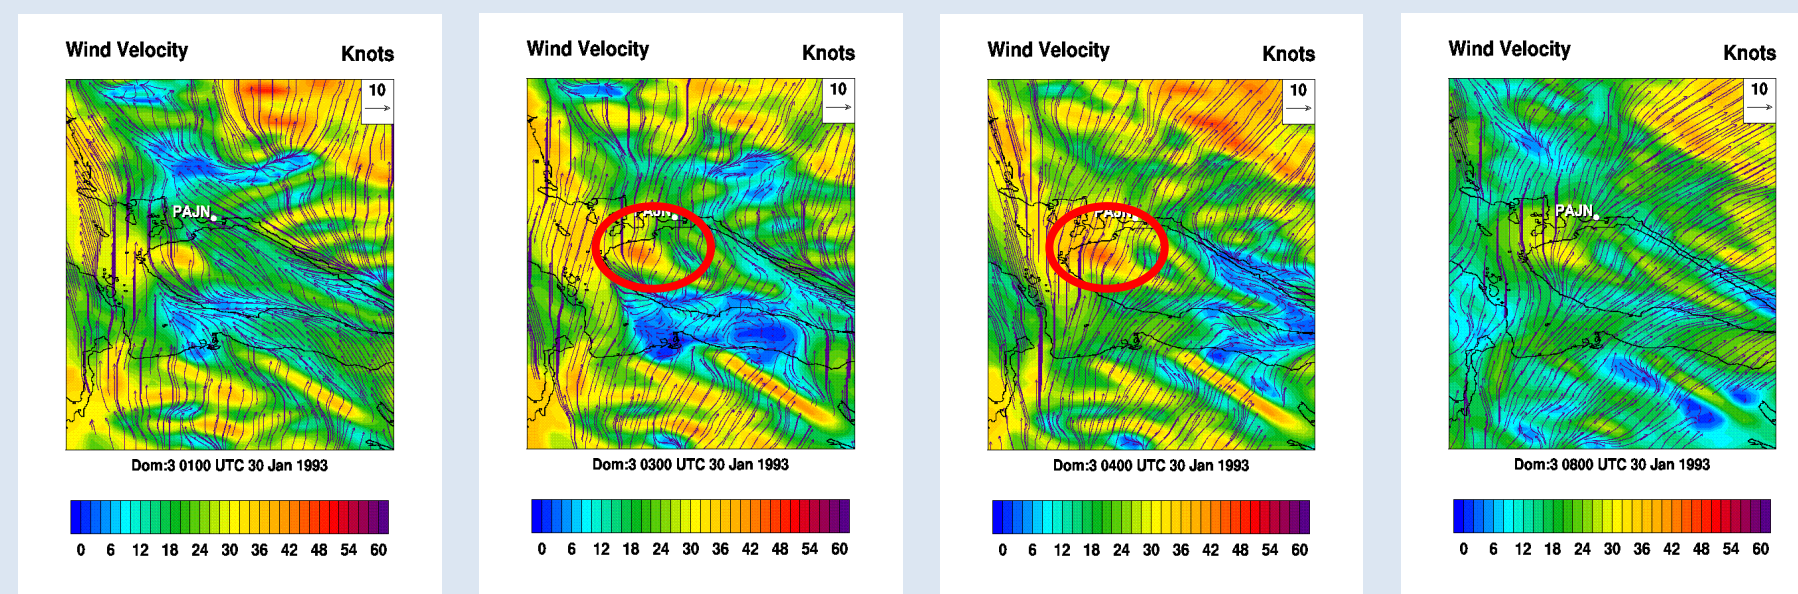 Wind Velocity Knots
10
PAJN
Dom:3 0100 UTC 30 Jan 1993
0 6 12 18 24 30 36 42 48 54 60
Wind Velocity Knots
10
PAJN
Dom:3 0300 UTC 30 Jan 1993
0 6 12 18 24 30 36 42 48 54 60
Wind Velocity Knots
10
PAJN
Dom:3 0400 UTC 30 Jan 1993
0 6 12 18 24 30 36 42 48 54 60
Wind Velocity Knots
10
PAJN
Dom:3 0800 UTC 30 Jan 1993
0 6 12 18 24 30 36 42 48 54 60